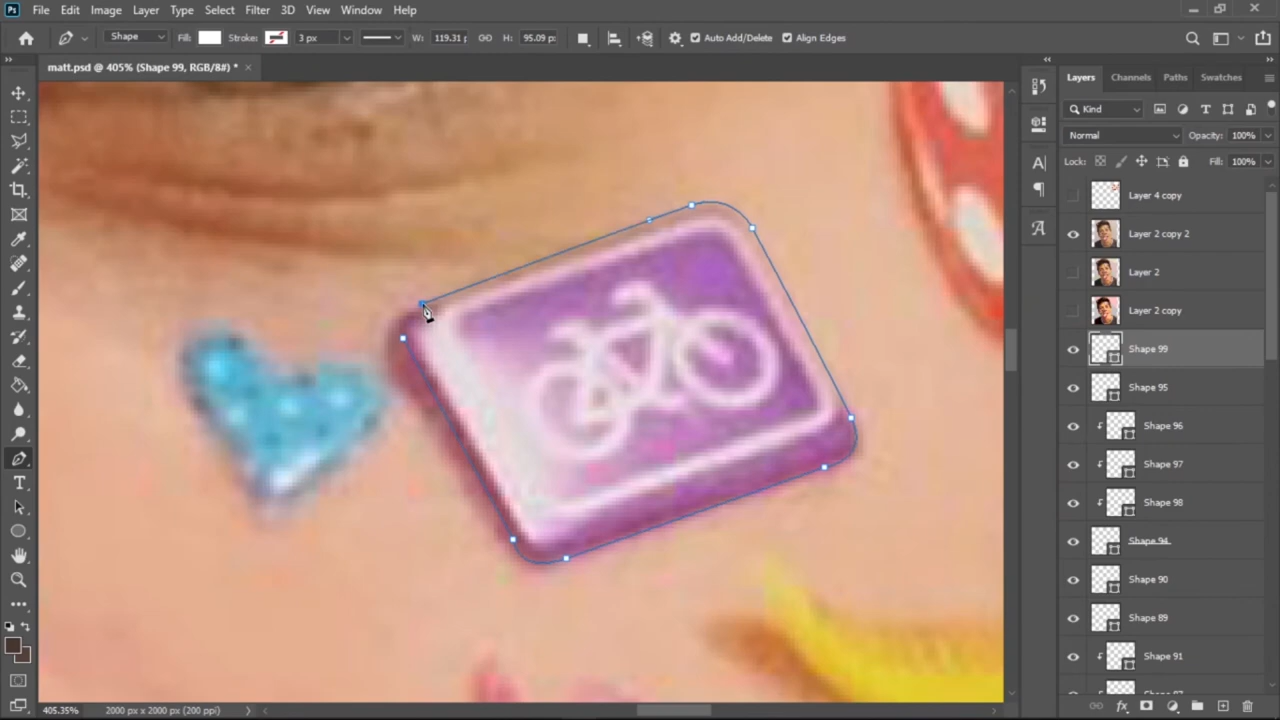 Ps File Edit Image Layer Type Select Filter 3D View Window Help
Shape Fill: Stroke: 3 px W: 119.31 p H: 95.09 p: Auto Add/Delete Align Edges
matt.psd @ 405% (Shape 99, RGB/8#) * ×
Layers Channels Paths Swatches
Kind
Normal Opacity: 100%
Lock: Fill: 100%
Layer 4 copy
Layer 2 copy 2
Layer 2
Layer 2 copy
Shape 99
Shape 95
Shape 96
Shape 97
Shape 98
Shape 94
Shape 90
Shape 89
Shape 91
405.35% 2000 px x 2000 px (200 ppi)